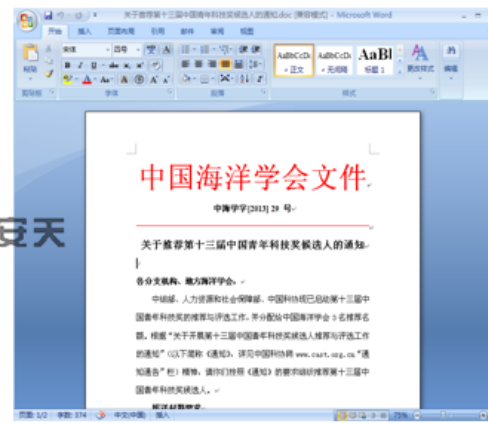 关于推荐第十三届中国青年科技奖候选人的通知.doc [兼容模式] - Microsoft Word
开始 插入 页面布局 引用 邮件 审阅 视图
宋体 四号
粘贴
B I U
AaBbCcDc AaBbCcDc AaBl
正文 无间隔 标题 1 更改样式 编辑
剪贴板 字体 段落 样式
中国海洋学会文件
中海学字[2013] 29 号
安天
关于推荐第十三届中国青年科技奖候选人的通知
各分支机构、地方海洋学会：
中组部、人力资源和社会保障部、中国科协现已启动第十三届中
国青年科技奖的推荐与评选工作，并分配给中国海洋学会 3 名推荐名
额。根据“关于开展第十三届中国青年科技奖候选人推荐与评选工作
的通知”（以下简称《通知》，详见中国科协网 www.cast.org.cn“通
知通告”栏）精神，请你们按照《通知》的要求组织推荐第十三届中
国青年科技奖候选人。
页面: 1/2 字数: 374 中文(中国) 插入 75%